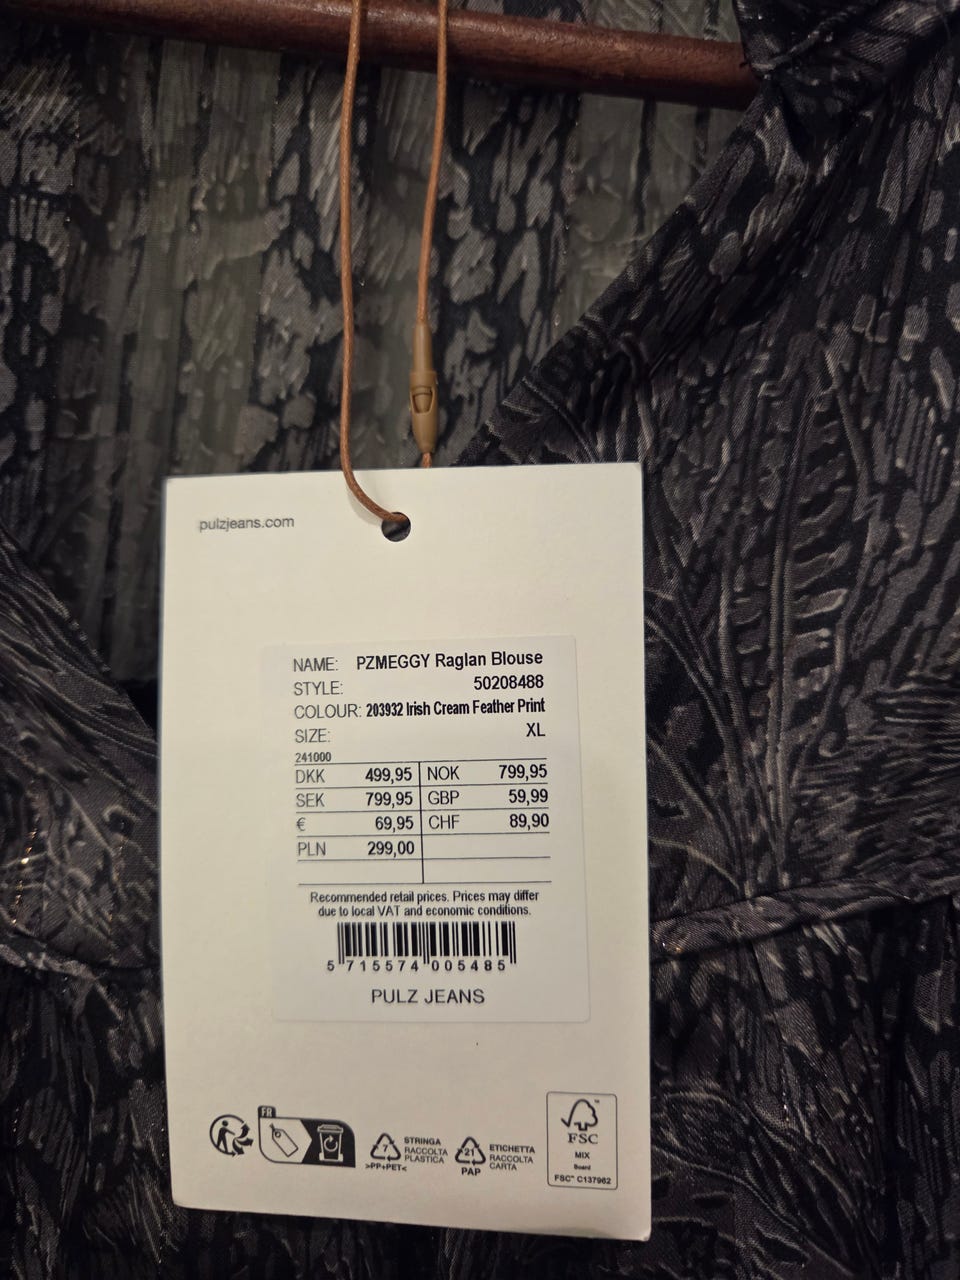 pulzjeans.com
NAME: PZMEGGY Raglan Blouse
STYLE: 50208488
COLOUR: 203932 Irish Cream Feather Print
SIZE: XL
241000
DKK 499,95 NOK 799,95
SEK 799,95 GBP 59,99
€ 69,95 CHF 89,90
PLN 299,00
Recommended retail prices. Prices may differ
due to local VAT and economic conditions.
5 715574 005485
PULZ JEANS
FR
7
STRINGA
RACCOLTA
PLASTICA
>PP+PET<
21
PAP
ETICHETTA
RACCOLTA
CARTA
FSC
MIX
Board
FSC™ C137982